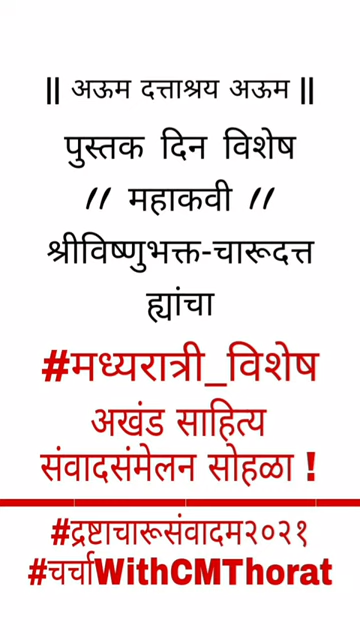 || अऊम दत्ताश्रय अऊम ||
पुस्तक दिन विशेष
// महाकवी //
श्रीविष्णुभक्त-चारूदत्त
ह्यांचा
#मध्यरात्री_विशेष
अखंड साहित्य
संवादसंमेलन सोहळा !
#द्रष्टाचारूसंवादम२०२१
#चर्चाWithCMThorat